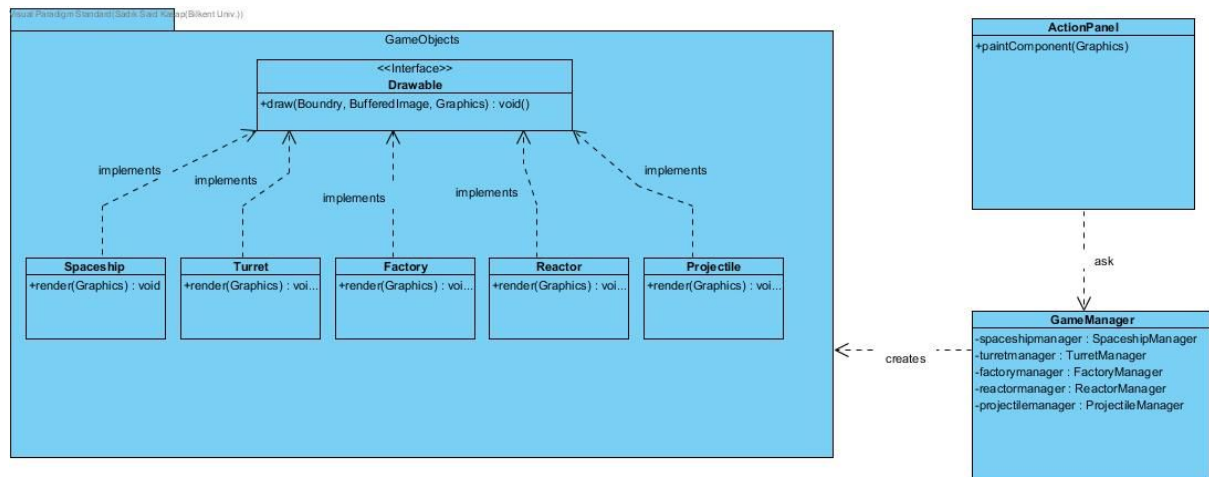 Visual Paradigm Standard(Sadık Said Kasap(Bilkent Univ.))
GameObjects
<<Interface>>
Drawable
+draw(Boundry, BufferedImage, Graphics) : void()
implements
implements
implements
implements
implements
Spaceship
+render(Graphics) : void
Turret
+render(Graphics) : voi...
Factory
+render(Graphics) : voi...
Reactor
+render(Graphics) : voi...
Projectile
+render(Graphics) : voi...
ActionPanel
+paintComponent(Graphics)
ask
creates
GameManager
-spaceshipmanager : SpaceshipManager
-turretmanager : TurretManager
-factorymanager : FactoryManager
-reactormanager : ReactorManager
-projectilemanager : ProjectileManager